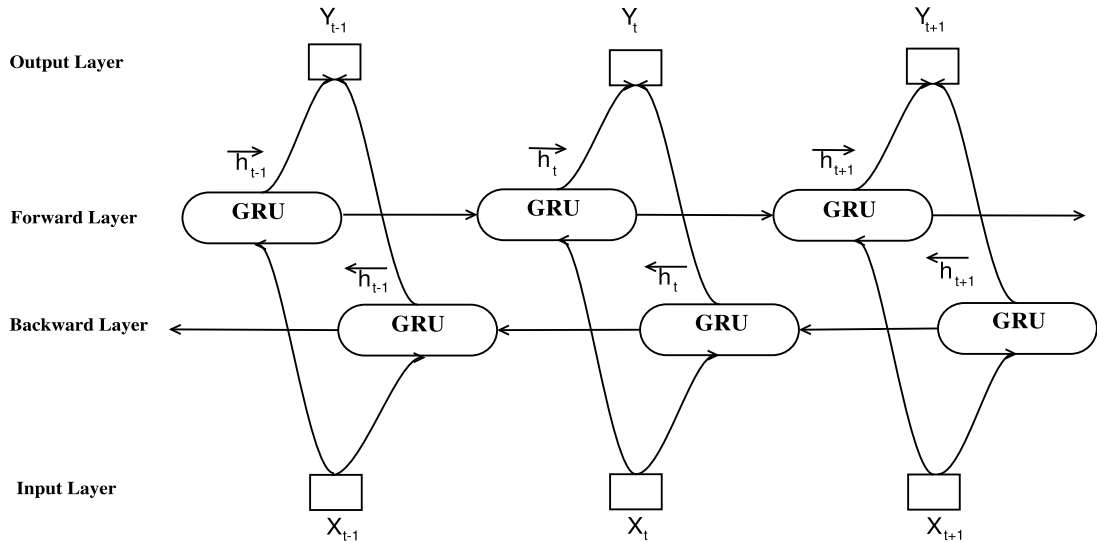 Y_{t-1} Y_t Y_{t+1}
Output Layer
h_{t-1} h_t h_{t+1}
Forward Layer GRU GRU GRU
h_{t-1} h_t h_{t+1}
Backward Layer GRU GRU GRU
Input Layer
X_{t-1} X_t X_{t+1}